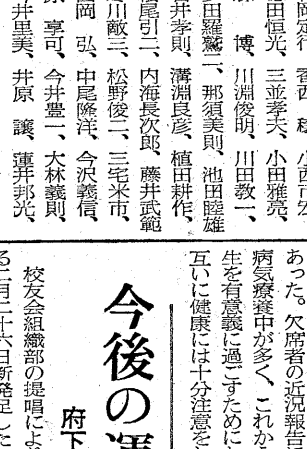 田恒光、三並孝夫、小田雅亮、
博、川淵俊明、川田教一、
田羅鷲二、那須美則、池田睦雄
井孝則、溝淵良彦、植田耕作、
尾引二、内海長次郎、藤井武範
川敵三、松野俊二、三宅米市、
岡 弘、中尾隆洋、今沢義信、
享可、今井豊一、大林義則、
井里美、井原 譲、蓮井邦光、
あった。欠席者の近況報告
病気療養中が多く、これか
生を有意義に過ごすために
互いに健康には十分注意を
今後の運
府下
校友会組織部の提唱によ
る二月二十六日新発足した